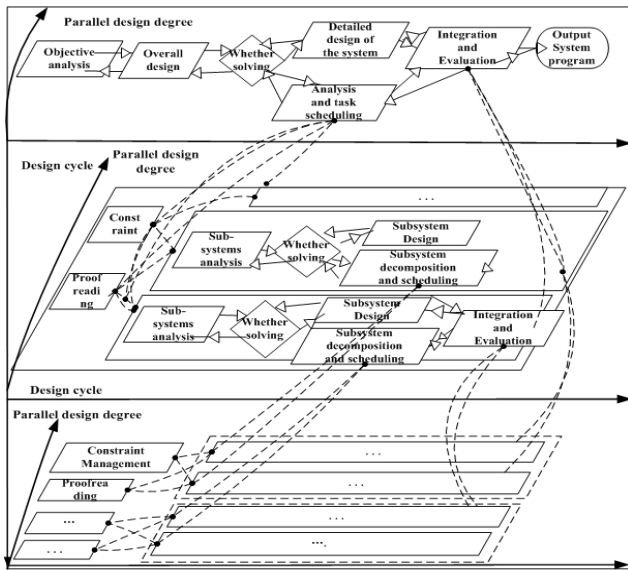 Parallel design degree
Objective
analysis
Overall
design
Whether
solving
Detailed
design of
the system
Integration
and
Evaluation
Output
System
program
Analysis
and task
scheduling
Design cycle
Parallel design
degree
. . .
Const
raint
Sub-
systems analysis
Whether
solving
Subsystem
Design
Subsystem
decomposition
and scheduling
Proof
readi
ng
Sub-
systems analysis
Whether
solving
Subsystem
Design
Subsystem
decomposition
and scheduling
Integration
and
Evaluation
Design cycle
Parallel design degree
Constraint
Management
. . .
Proofrea
ding
. . .
...
. . .
. . .
....